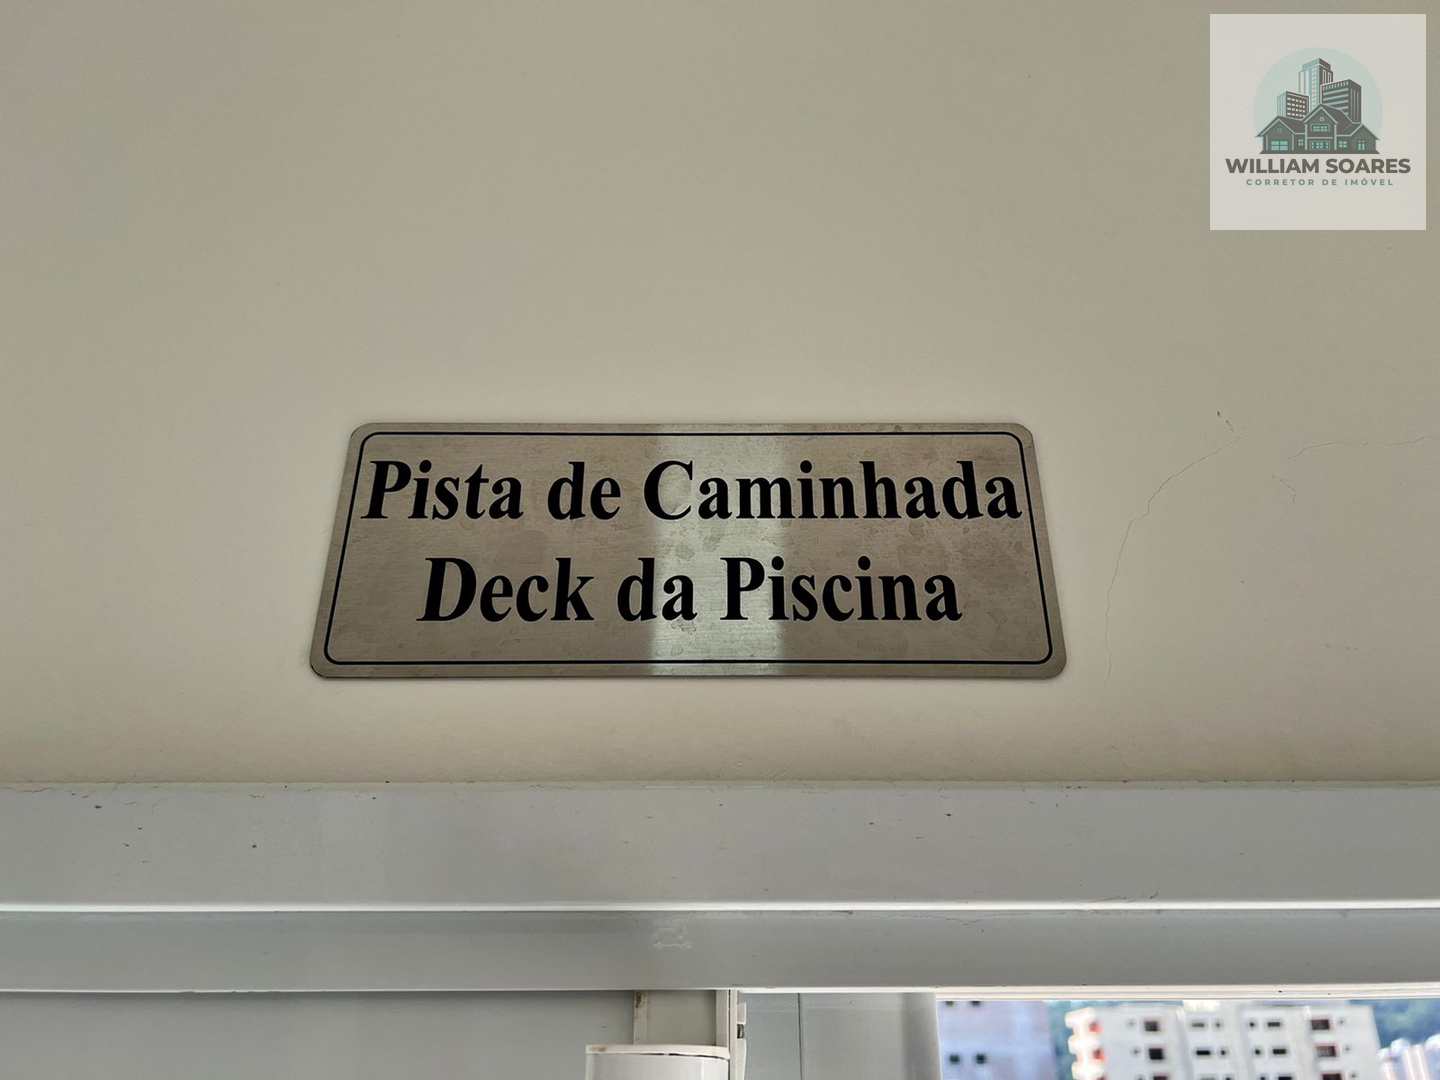 WILLIAM SOARES
CORRETOR DE IMÓVEL
Pista de Caminhada
Deck da Piscina